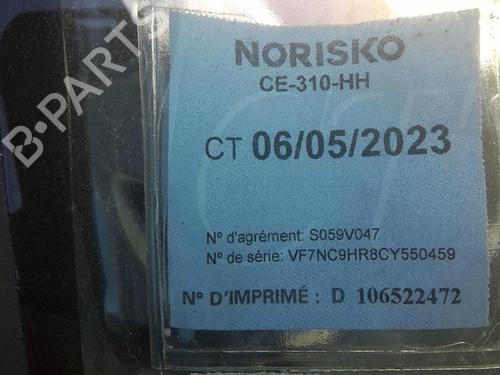 NORISKO
CE-310-HH
CT 06/05/2023
N° d'agrément: S059V047
N° de série: VF7NC9HR8CY550459
N° D'IMPRIMÉ : D 106522472
B-PARTS